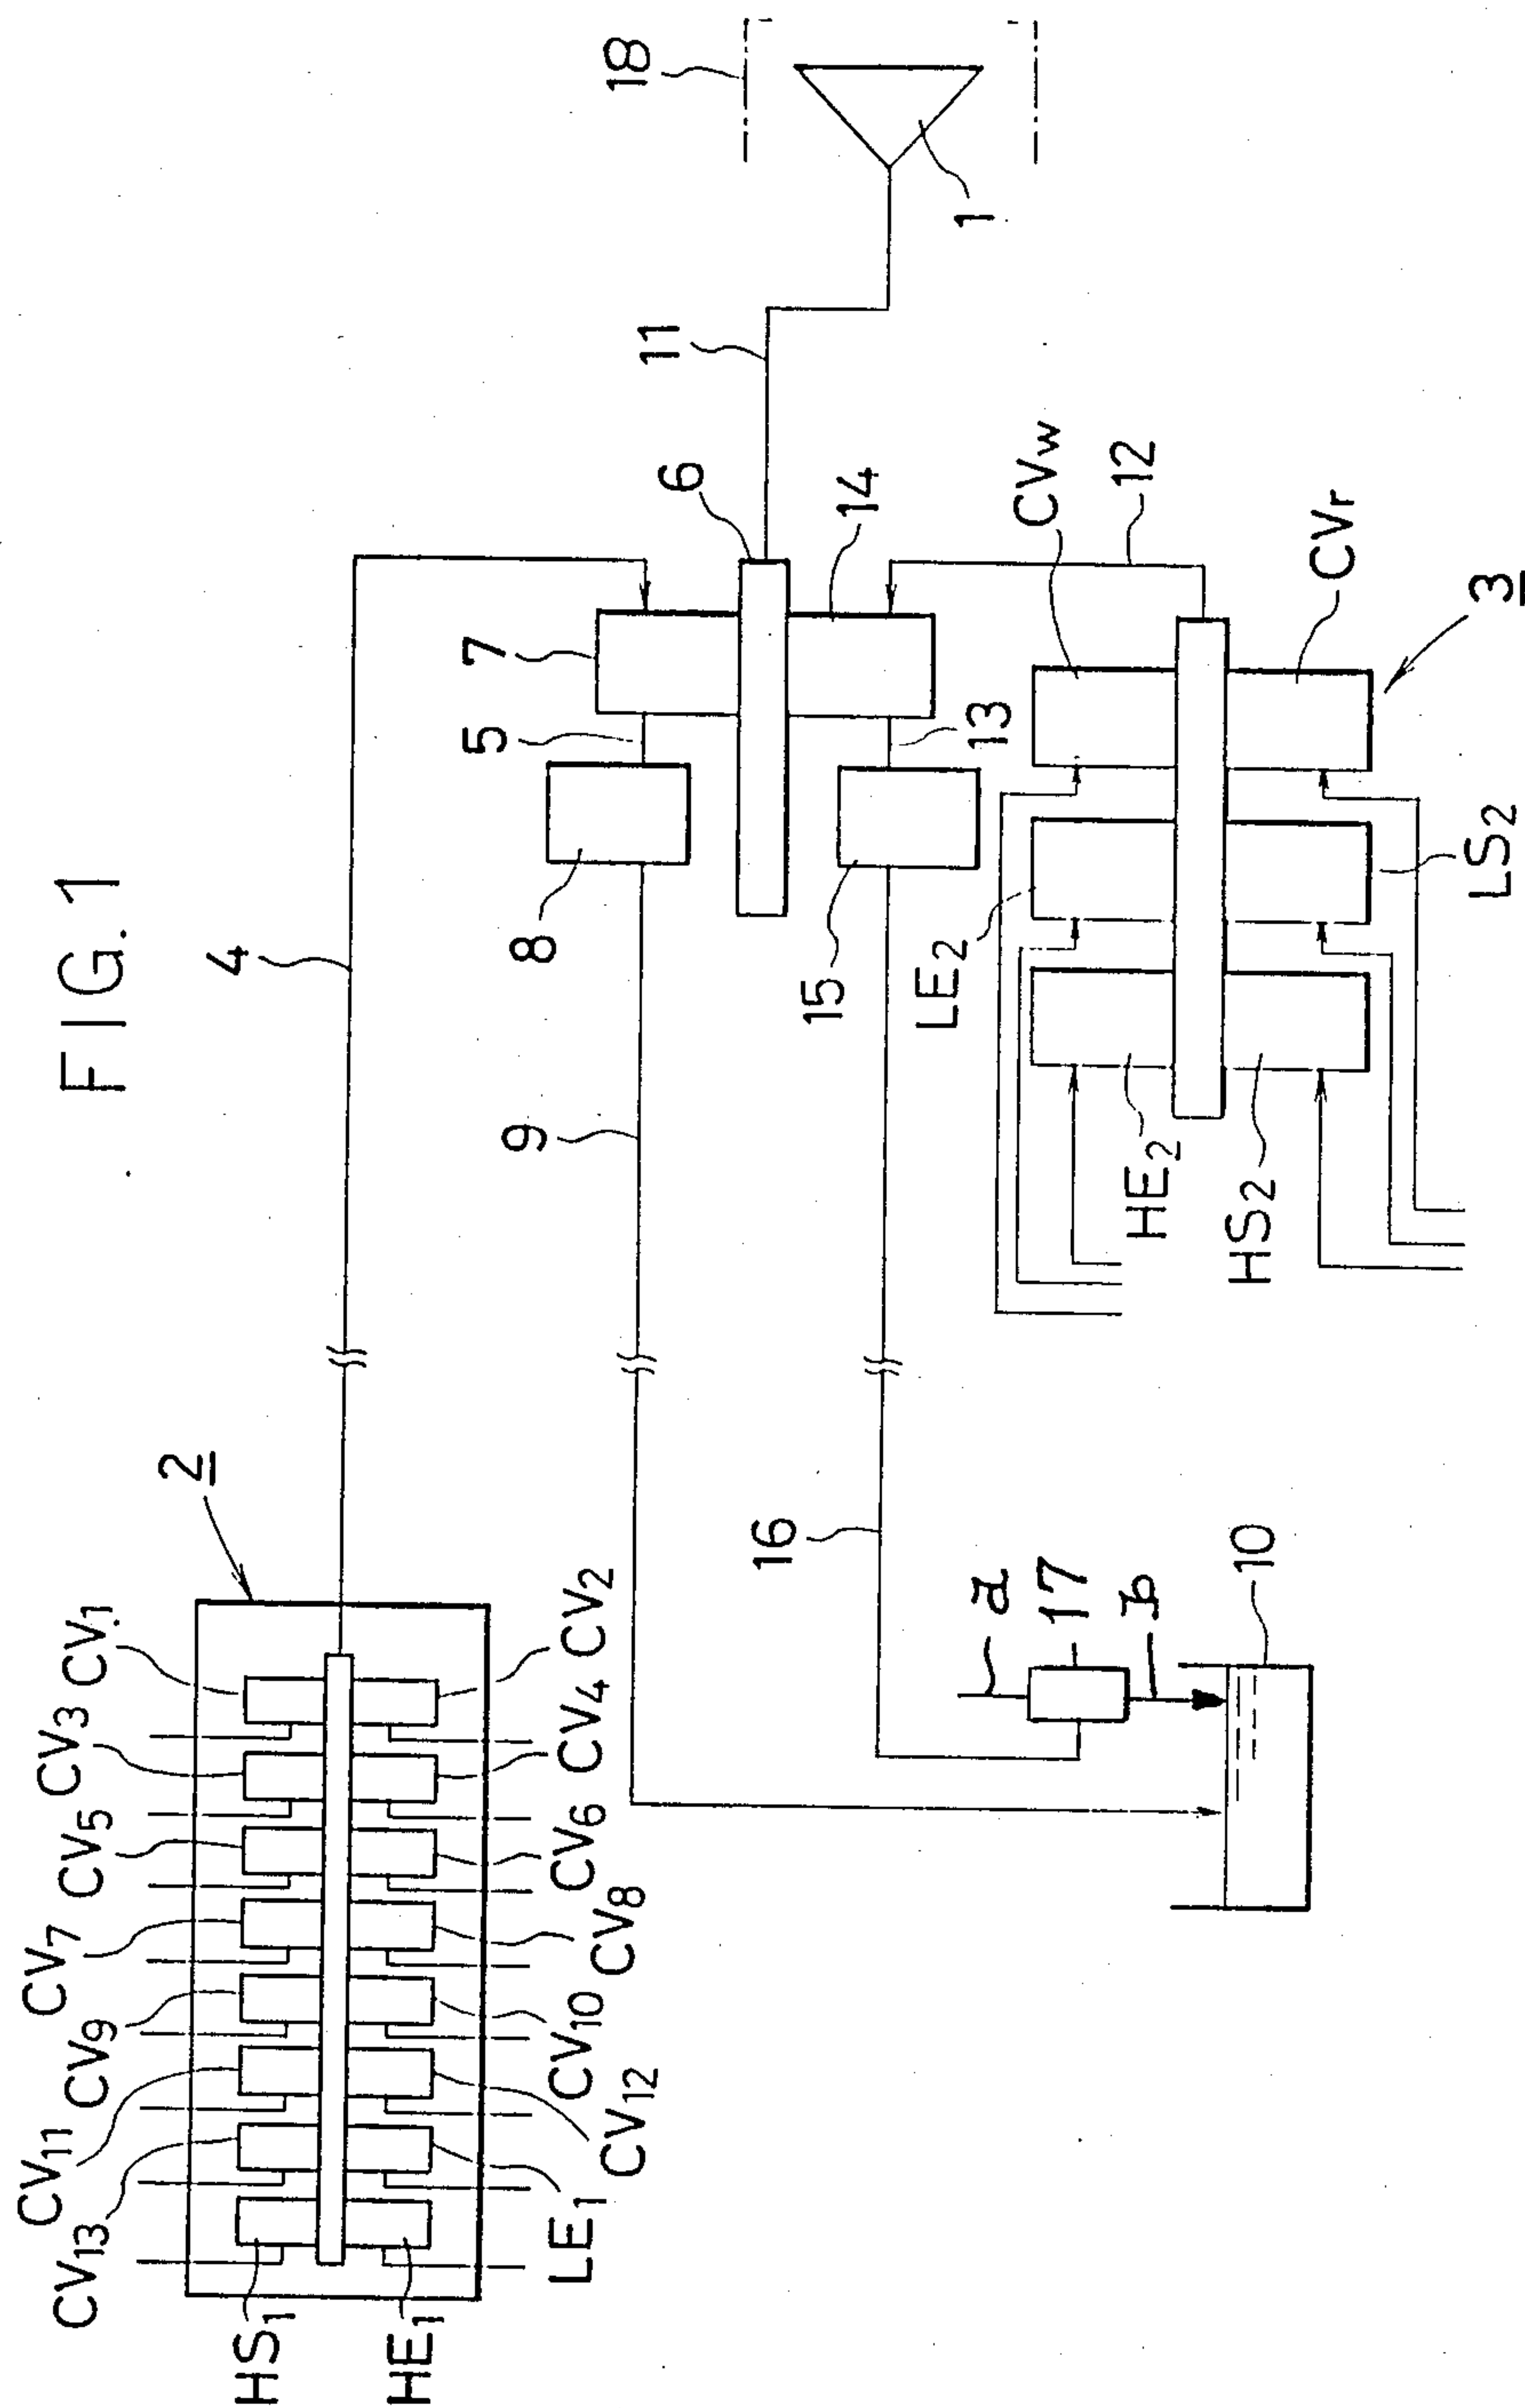 FIG. 1
2
CV1
CV3
CV5
CV7
CV9
CV11
CV13
HS1
HE1
LE1
CV12
CV10
CV8
CV6
CV4
CV2
4
5
7
8
9
6
11
18
1
14
13
15
16
12
CVw
CVr
3
LE2
LS2
HE2
HS2
a
17
b
10